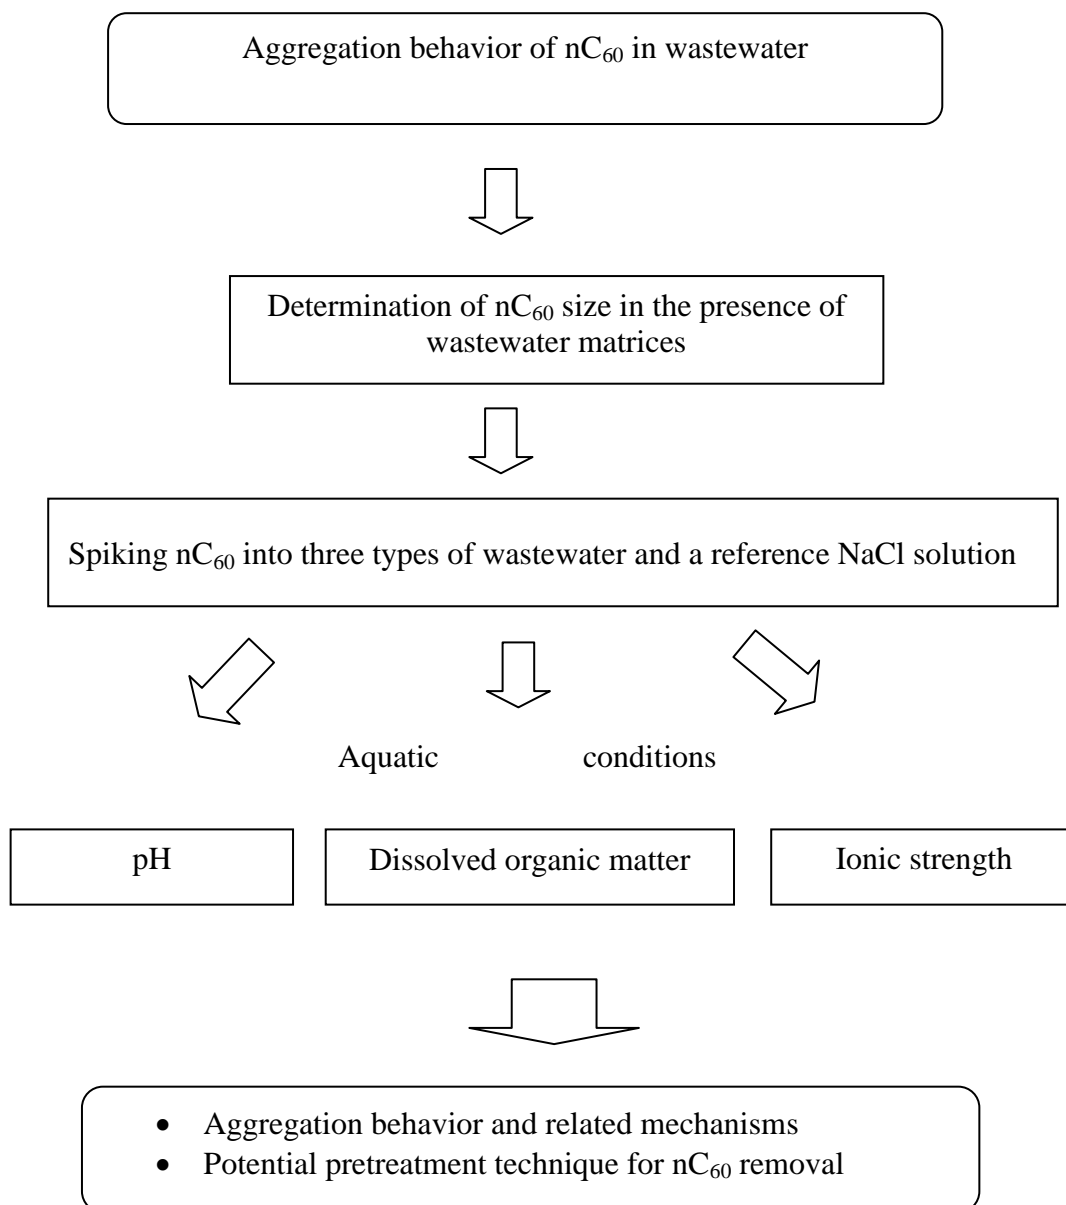 Aggregation behavior of nC₆₀ in wastewater
Determination of nC₆₀ size in the presence of
wastewater matrices
Spiking nC₆₀ into three types of wastewater and a reference NaCl solution
Aquatic conditions
pH
Dissolved organic matter
Ionic strength
• Aggregation behavior and related mechanisms
• Potential pretreatment technique for nC₆₀ removal